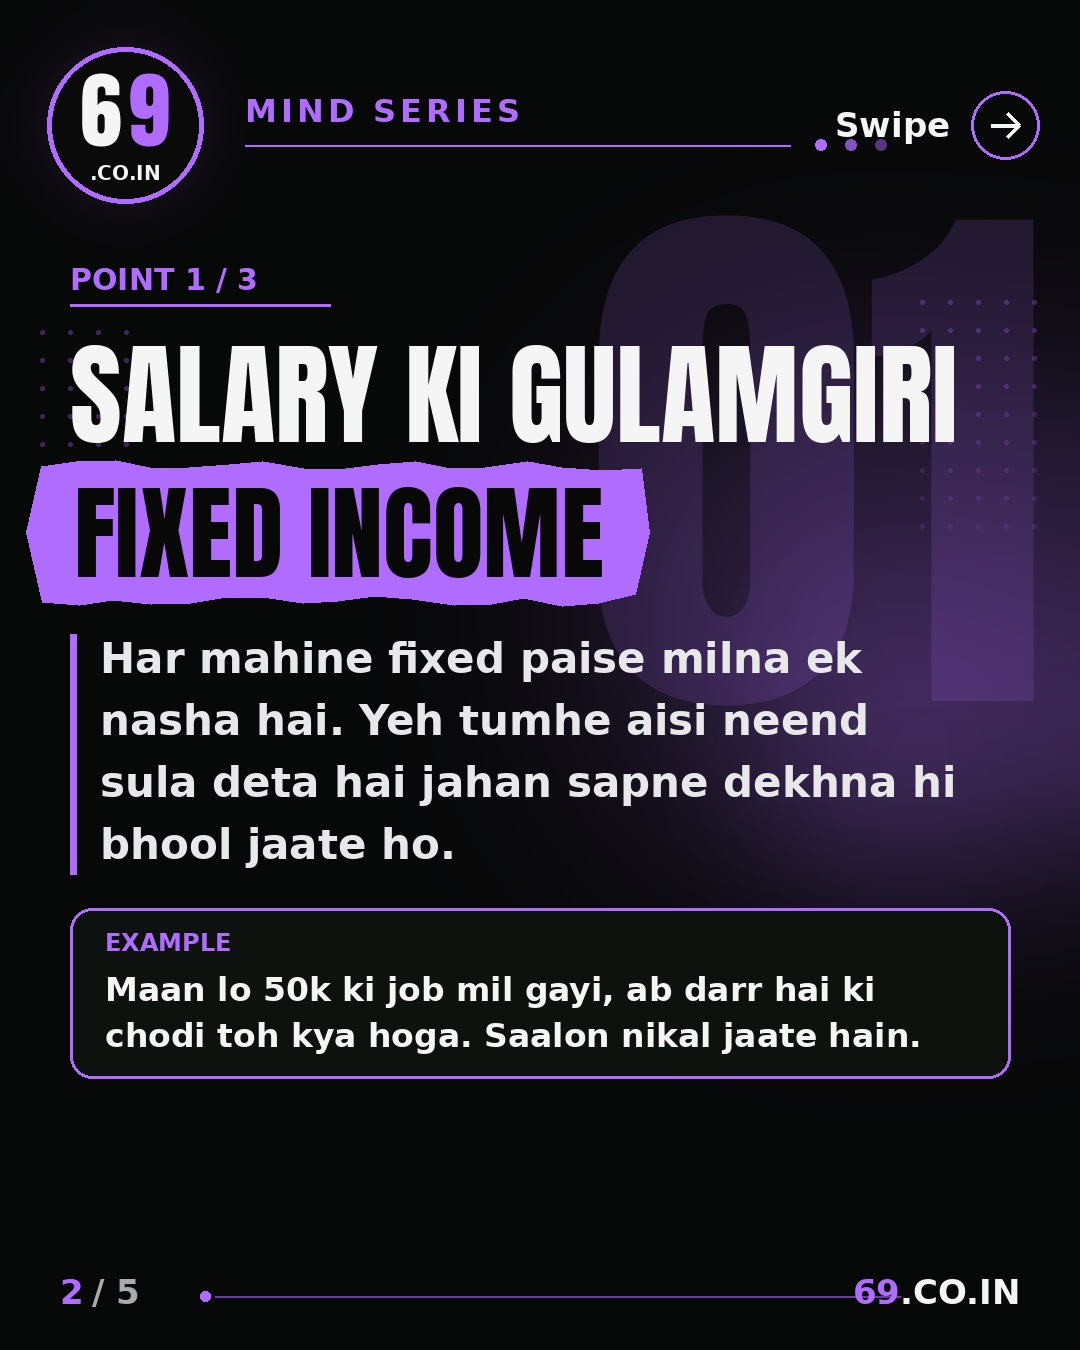 69
.CO.IN
MIND SERIES
Swipe
01
POINT 1 / 3
SALARY KI GULAMGIRI
FIXED INCOME
Har mahine fixed paise milna ek
nasha hai. Yeh tumhe aisi neend
sula deta hai jahan sapne dekhna hi
bhool jaate ho.
EXAMPLE
Maan lo 50k ki job mil gayi, ab darr hai ki
chodi toh kya hoga. Saalon nikal jaate hain.
2 / 5
69.CO.IN